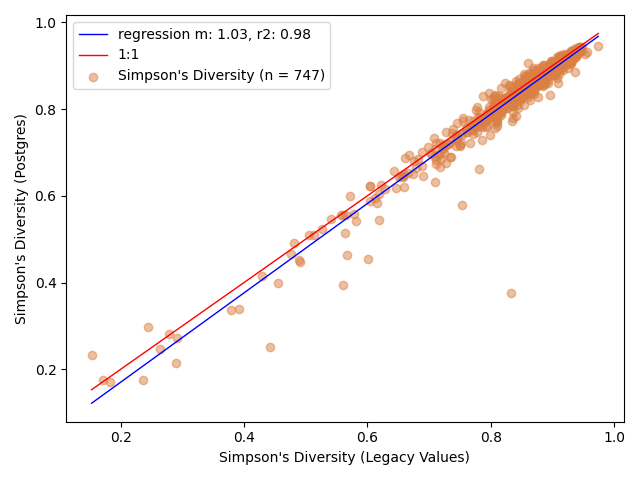 regression m: 1.03, r2: 0.98
1:1
Simpson's Diversity (n = 747)
Simpson's Diversity (Postgres)
1.0
0.8
0.6
0.4
0.2
0.2
0.4
0.6
0.8
1.0
Simpson's Diversity (Legacy Values)